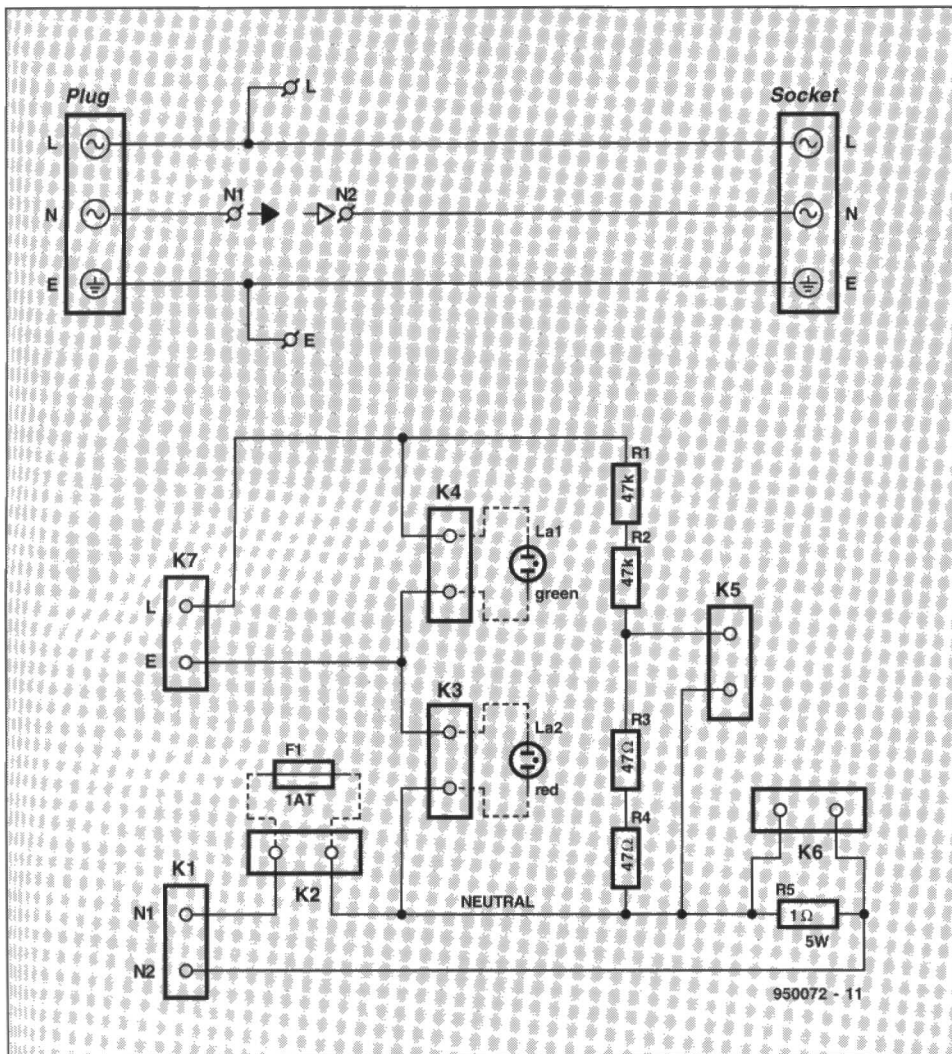 Plug
Socket
L
L
L
N
N1
N2
N
E
E
E
R1
47k
K4
La1
R2
47k
green
K7
K5
L
E
K3
La2
R3
47Ω
F1
1AT
red
R4
47Ω
K6
K1
K2
NEUTRAL
R5
N1
1Ω
5W
N2
950072 - 11